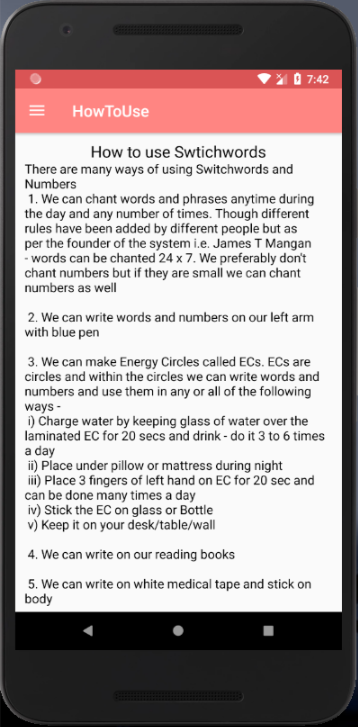 7:42
HowToUse
How to use Swtichwords
There are many ways of using Switchwords and
Numbers
1. We can chant words and phrases anytime during
the day and any number of times. Though different
rules have been added by different people but as
per the founder of the system i.e. James T Mangan
- words can be chanted 24 x 7. We preferably don't
chant numbers but if they are small we can chant
numbers as well
2. We can write words and numbers on our left arm
with blue pen
3. We can make Energy Circles called ECs. ECs are
circles and within the circles we can write words and
numbers and use them in any or all of the following
ways -
i) Charge water by keeping glass of water over the
laminated EC for 20 secs and drink - do it 3 to 6 times
a day
ii) Place under pillow or mattress during night
iii) Place 3 fingers of left hand on EC for 20 sec and
can be done many times a day
iv) Stick the EC on glass or Bottle
v) Keep it on your desk/table/wall
4. We can write on our reading books
5. We can write on white medical tape and stick on
body